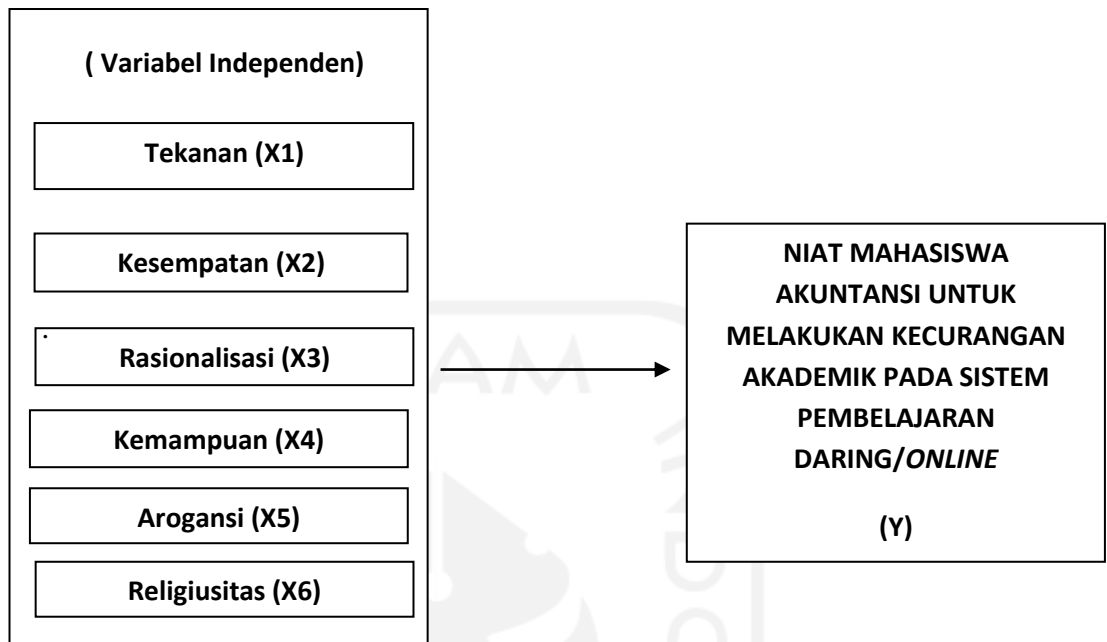 ( Variabel Independen)
Tekanan (X1)
Kesempatan (X2)
Rasionalisasi (X3)
Kemampuan (X4)
Arogansi (X5)
Religiusitas (X6)
NIAT MAHASISWA
AKUNTANSI UNTUK
MELAKUKAN KECURANGAN
AKADEMIK PADA SISTEM
PEMBELAJARAN
DARING/ONLINE
(Y)